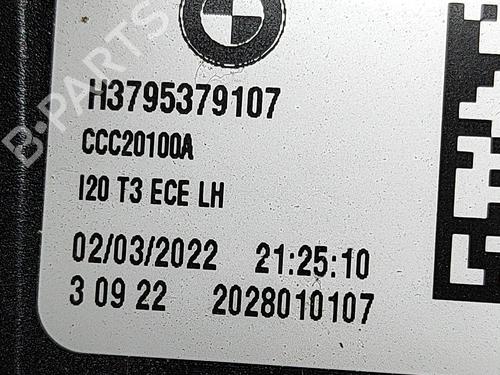 B-PARTS
H3795379107
CCC20100A
I20 T3 ECE LH
02/03/2022 21:25:10
3 09 22 2028010107